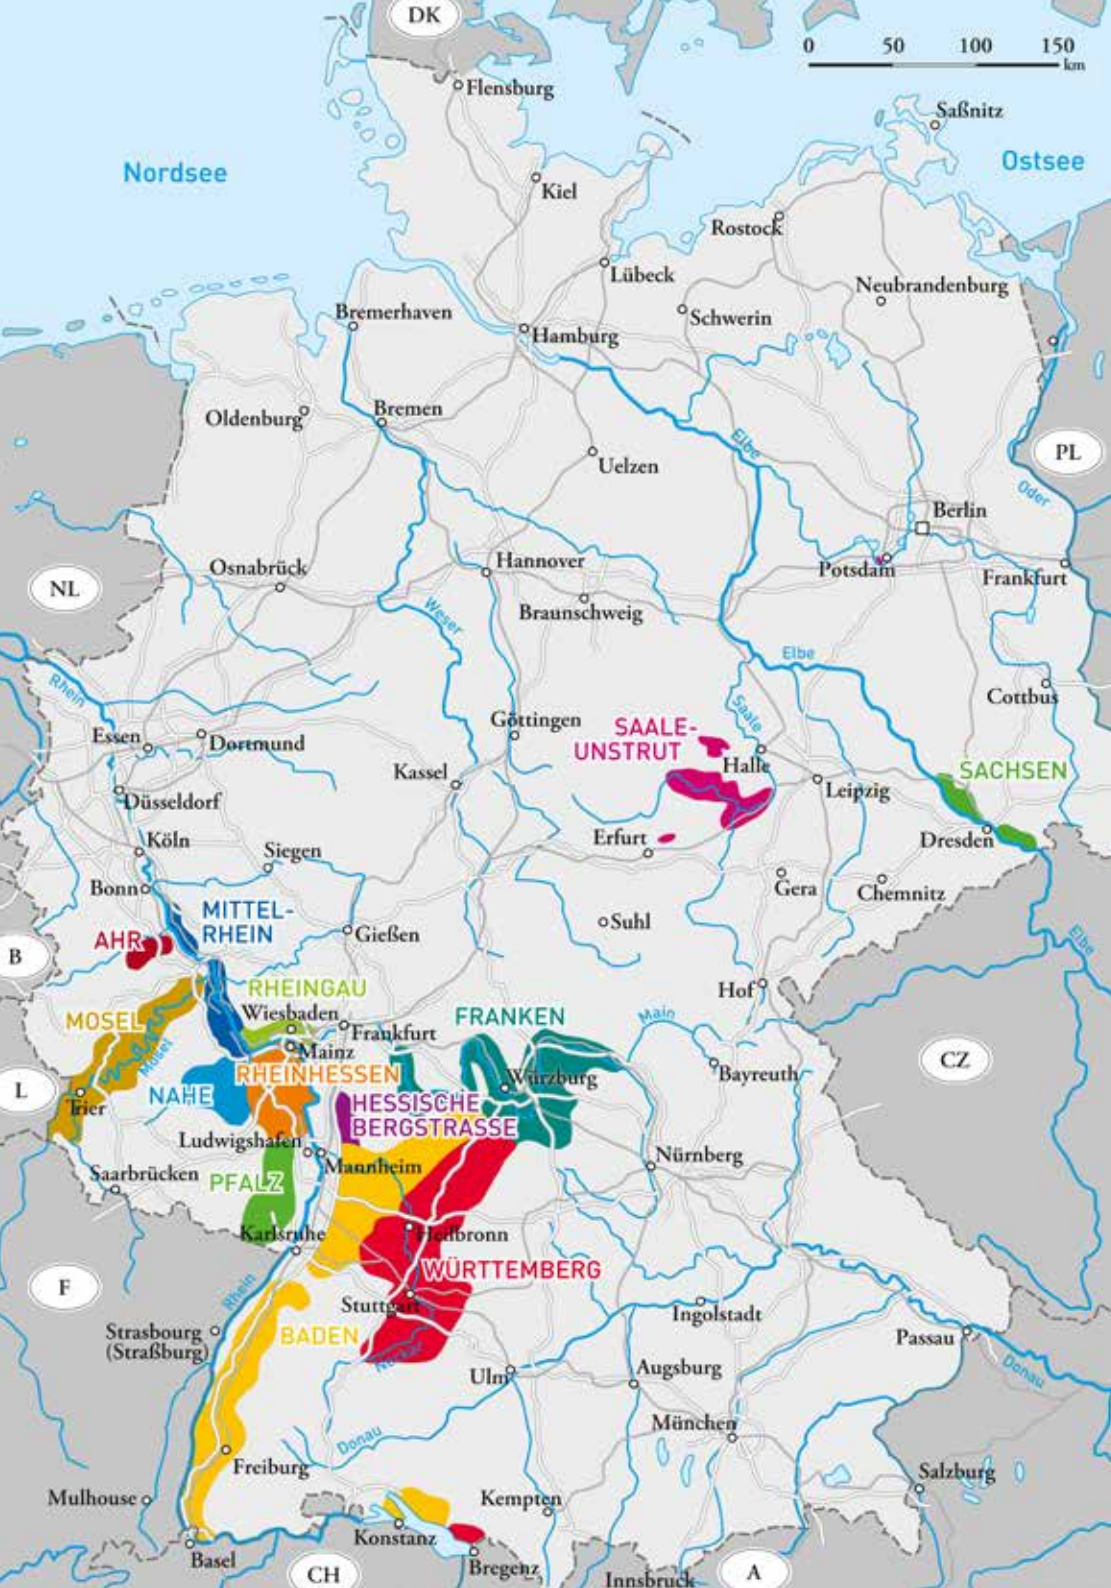 DK
0 50 100 150
km
Flensburg
Saßnitz
Nordsee
Ostsee
Kiel
Rostock
Lübeck
Neubrandenburg
Bremerhaven
Schwerin
Hamburg
Oldenburg
Bremen
Elbe
PL
Uelzen
Oder
Berlin
Osnabrück
Hannover
Potsdam
Frankfurt
NL
Braunschweig
Weser
Elbe
Rhein
Cottbus
Saale
Göttingen
SAALE-
UNSTRUT
Essen
Dortmund
Halle
SACHSEN
Kassel
Leipzig
Düsseldorf
Köln
Erfurt
Dresden
Siegen
Bonn
Gera
Chemnitz
MITTEL-
RHEIN
Suhl
AHR
Gießen
Elbe
B
RHEINGAU
Hof
Wiesbaden
FRANKEN
Main
MOSEL
Frankfurt
Mosel
Mainz
CZ
RHEINHESSEN
Würzburg
Bayreuth
L
NAHE
Trier
HESSISCHE
BERGSTRASSE
Ludwigshafen
Nürnberg
Mannheim
Saarbrücken
PFALZ
Karlsruhe
Heilbronn
WÜRTTEMBERG
F
Rhein
Stuttgart
Ingolstadt
Strasbourg
(Straßburg)
BADEN
Passau
Neckar
Ulm
Augsburg
Donau
München
Donau
Freiburg
Salzburg
Mulhouse
Kempten
Konstanz
Basel
Bregenz
CH
Innsbruck
A